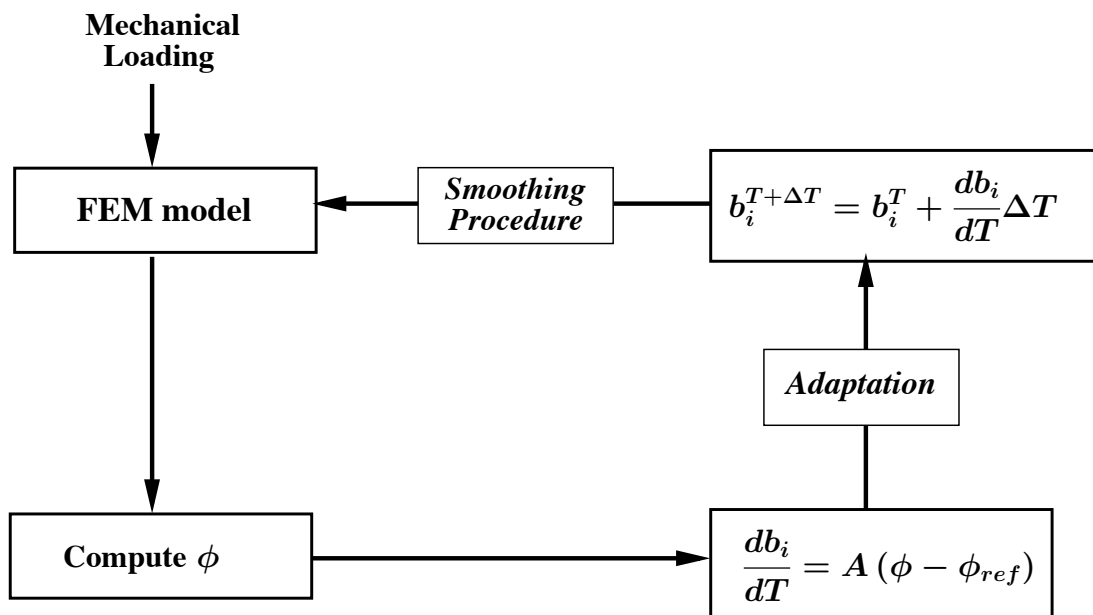 Mechanical
Loading
FEM model
Smoothing
Procedure
b_i^{T+ΔT} = b_i^T + \frac{db_i}{dT} ΔT
Adaptation
Compute ϕ
\frac{db_i}{dT} = A (ϕ − ϕ_{ref})